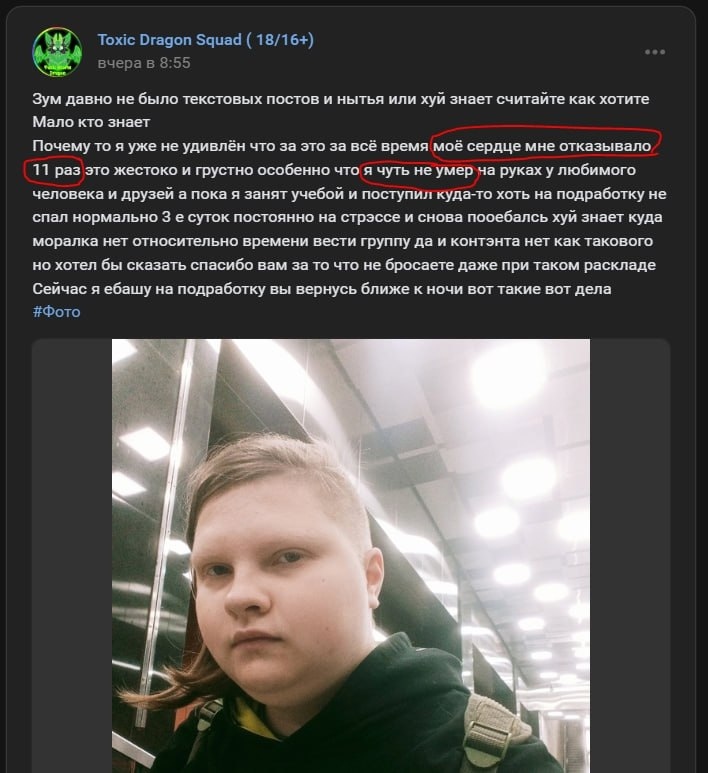 Toxic Dragon Squad ( 18/16+)
вчера в 8:55
Зум давно не было текстовых постов и нытья или хуй знает считайте как хотите
Мало кто знает
Почему то я уже не удивлён что за это за всё время моё сердце мне отказывало
11 раз это жестоко и грустно особенно что я чуть не умер на руках у любимого
человека и друзей а пока я занят учебой и поступил куда-то хоть на подработку не
спал нормально 3 е суток постоянно на стрэссе и снова пооебалсь хуй знает куда
моралка нет относительно времени вести группу да и контэнта нет как такового
но хотел бы сказать спасибо вам за то что не бросаете даже при таком раскладе
Сейчас я ебашу на подработку вы вернусь ближе к ночи вот такие вот дела
#Фото